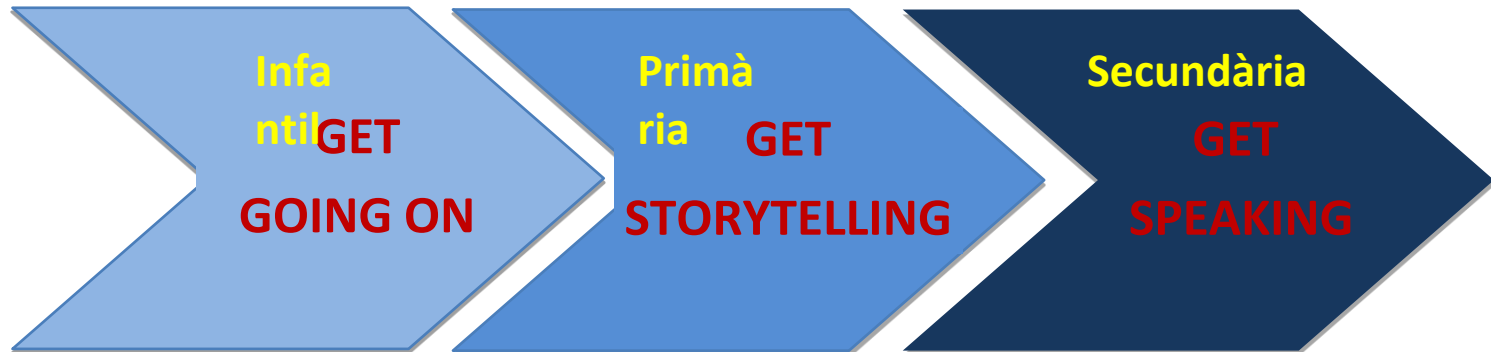 Infa
ntil
GET
GOING ON
Primà
ria
GET
STORYTELLING
Secundària
GET
SPEAKING